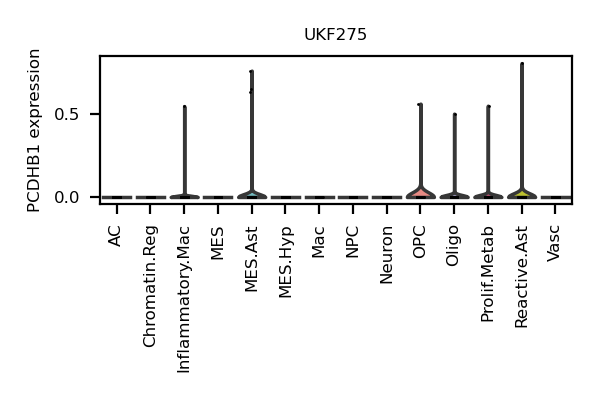 UKF275
PCDHB1 expression
0.5
0.0
AC
Chromatin.Reg
Inflammatory.Mac
MES
MES.Ast
MES.Hyp
Mac
NPC
Neuron
OPC
Oligo
Prolif.Metab
Reactive.Ast
Vasc